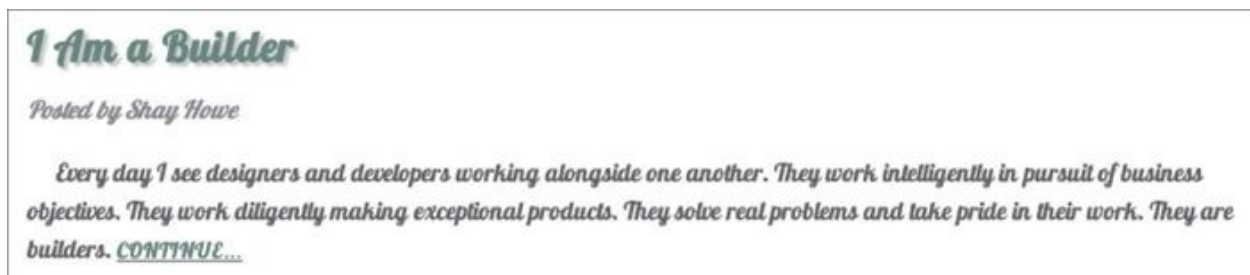 I Am a Builder
Posted by Shay Howe
Every day I see designers and developers working alongside one another. They work intelligently in pursuit of business
objectives. They work diligently making exceptional products. They solve real problems and take pride in their work. They are
builders. CONTINUE...